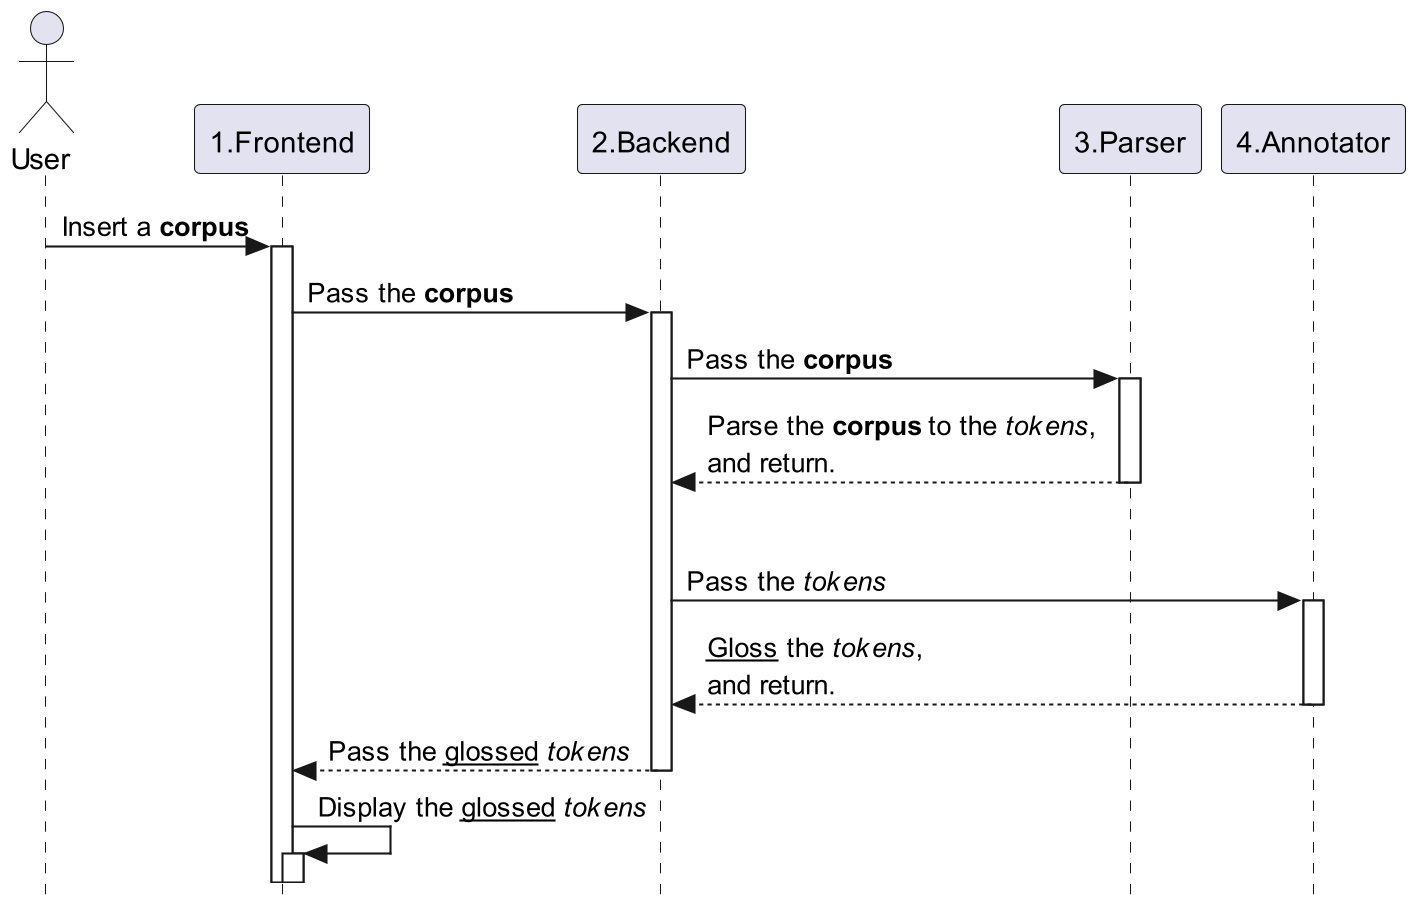 User
1.Frontend
2.Backend
3.Parser
4.Annotator
Insert a corpus
Pass the corpus
Pass the corpus
Parse the corpus to the tokens,
and return.
Pass the tokens
Gloss the tokens,
and return.
Pass the glossed tokens
Display the glossed tokens